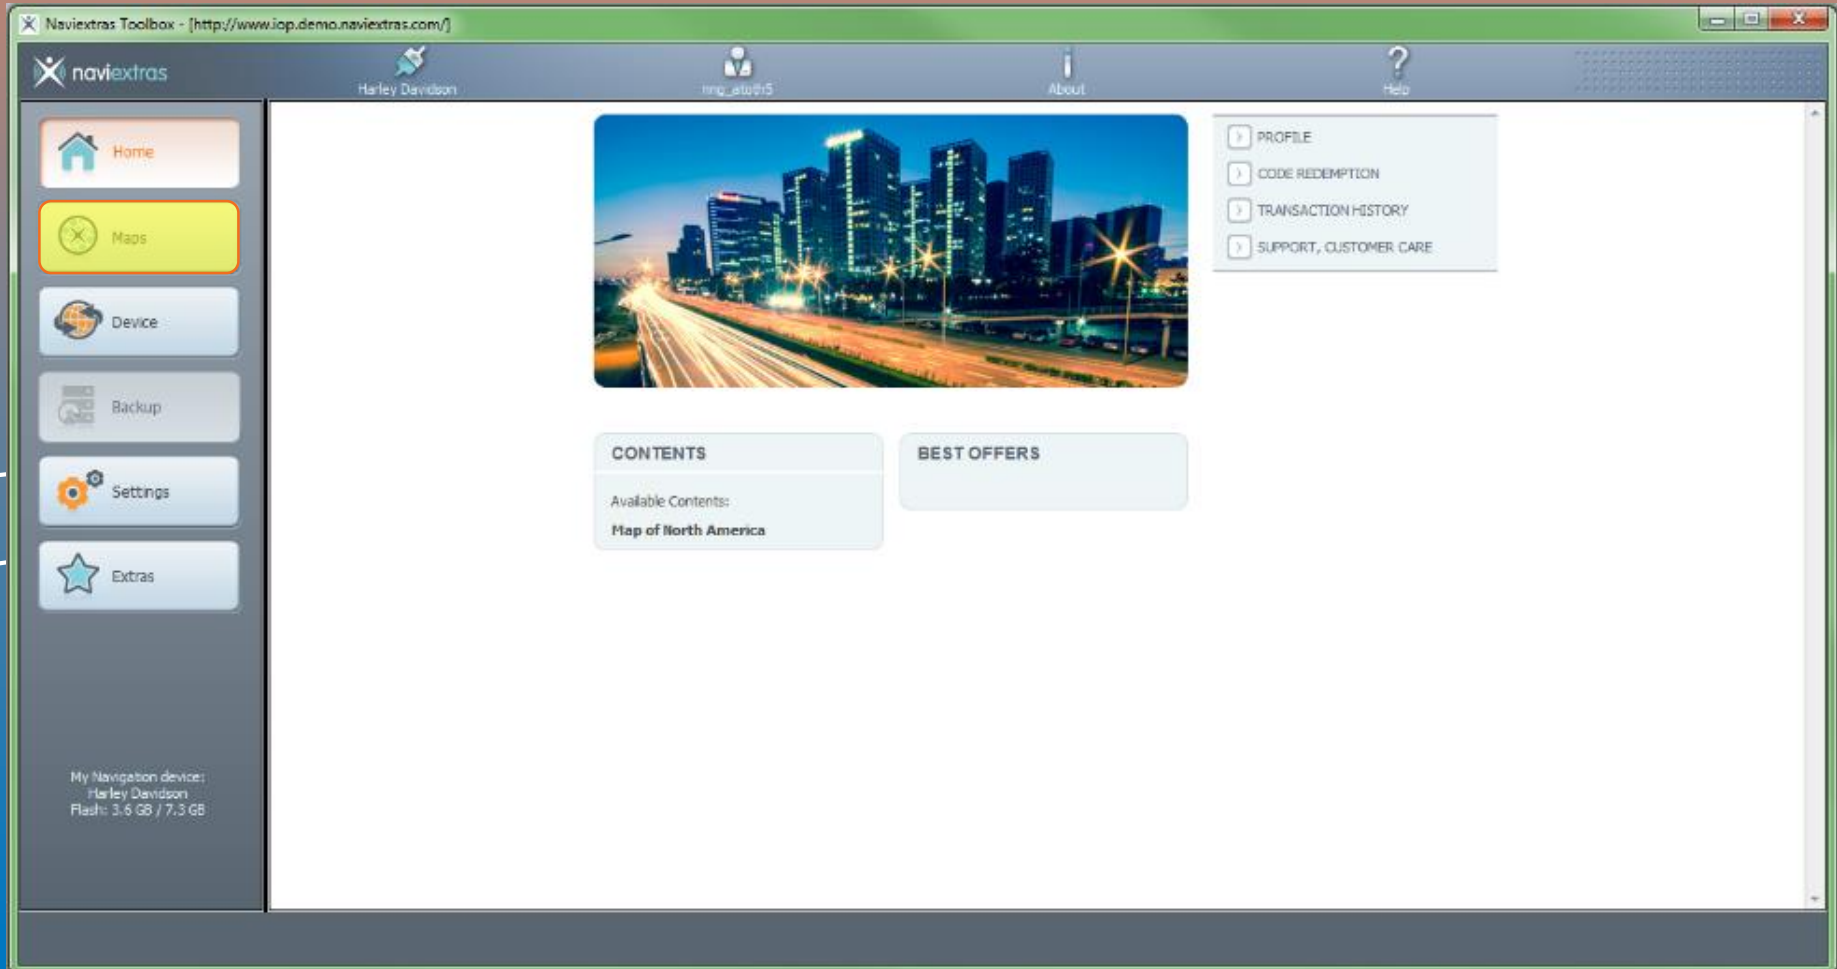 Naviextras Toolbox - [http://www.iop.demo.naviextras.com/]
naviextras
Harley Davidson
nng_atoth5
About
Help
Home
Maps
Device
Backup
Settings
Extras
My Navigation device:
Harley Davidson
Flash: 3.6 GB / 7.3 GB
CONTENTS
Available Contents:
Map of North America
BEST OFFERS
PROFILE
CODE REDEMPTION
TRANSACTION HISTORY
SUPPORT, CUSTOMER CARE